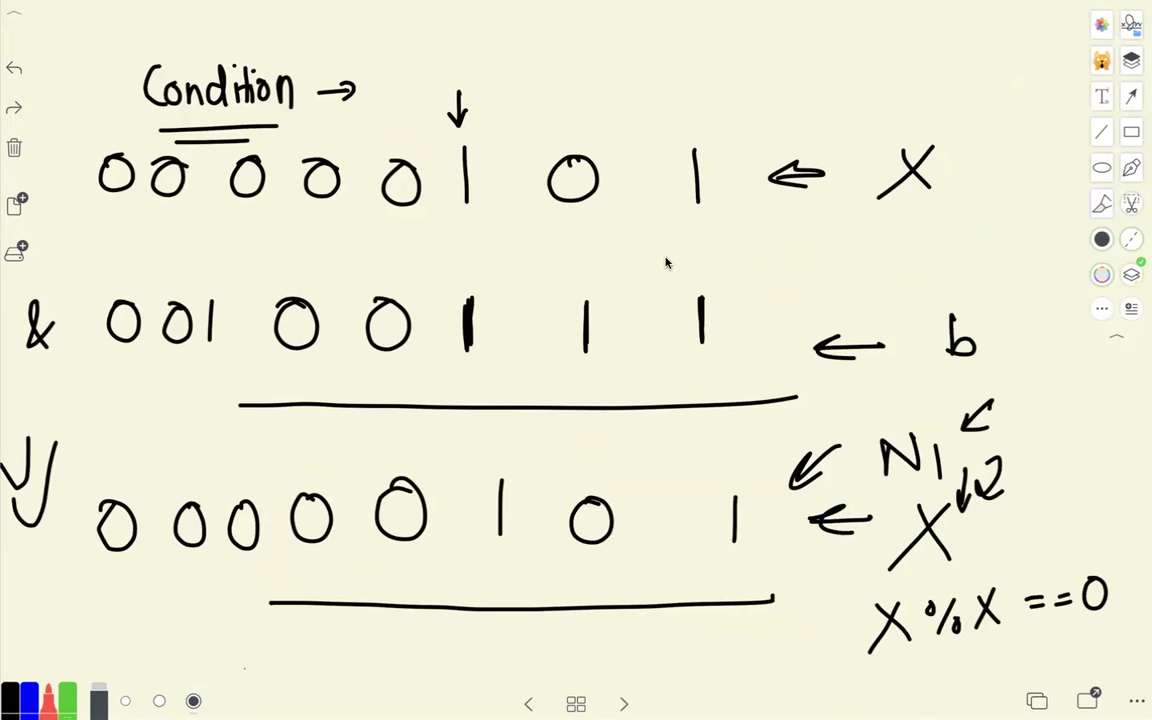 Condition →
↓
0 0 0 0 0 1 0 1 ⇐ X
& 0 0 1 0 0 1 1 1 ← b
N1
0 0 0 0 0 1 0 1 ← X
X % X == 0